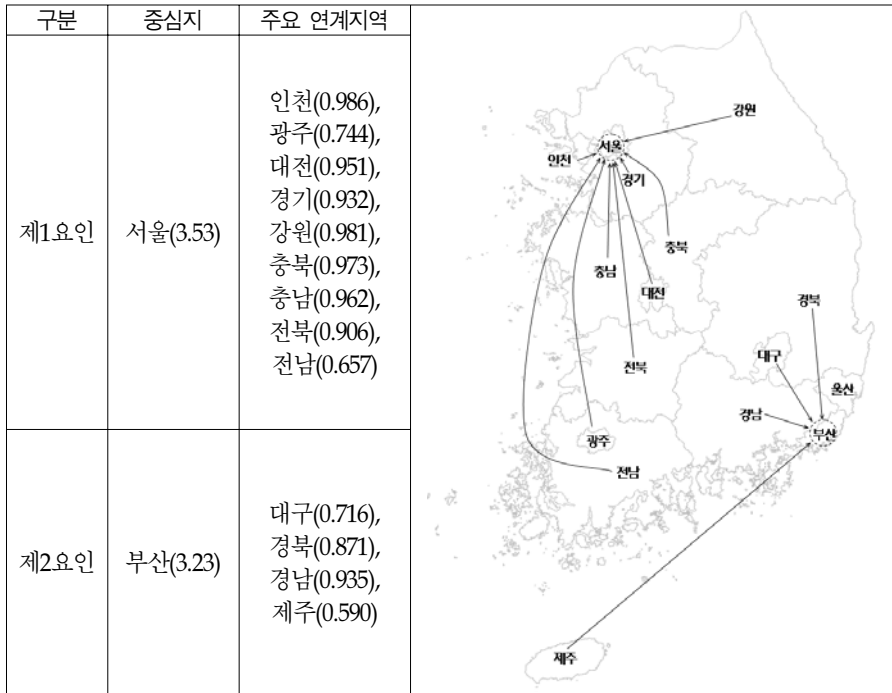 구분 중심지 주요 연계지역
제1요인 서울(3.53)
인천(0.986),
광주(0.744),
대전(0.951),
경기(0.932),
강원(0.981),
충북(0.973),
충남(0.962),
전북(0.906),
전남(0.657)
제2요인 부산(3.23)
대구(0.716),
경북(0.871),
경남(0.935),
제주(0.590)
강원
서울
인천
경기
충북
충남
대전
경북
대구
전북
울산
경남
부산
광주
전남
제주